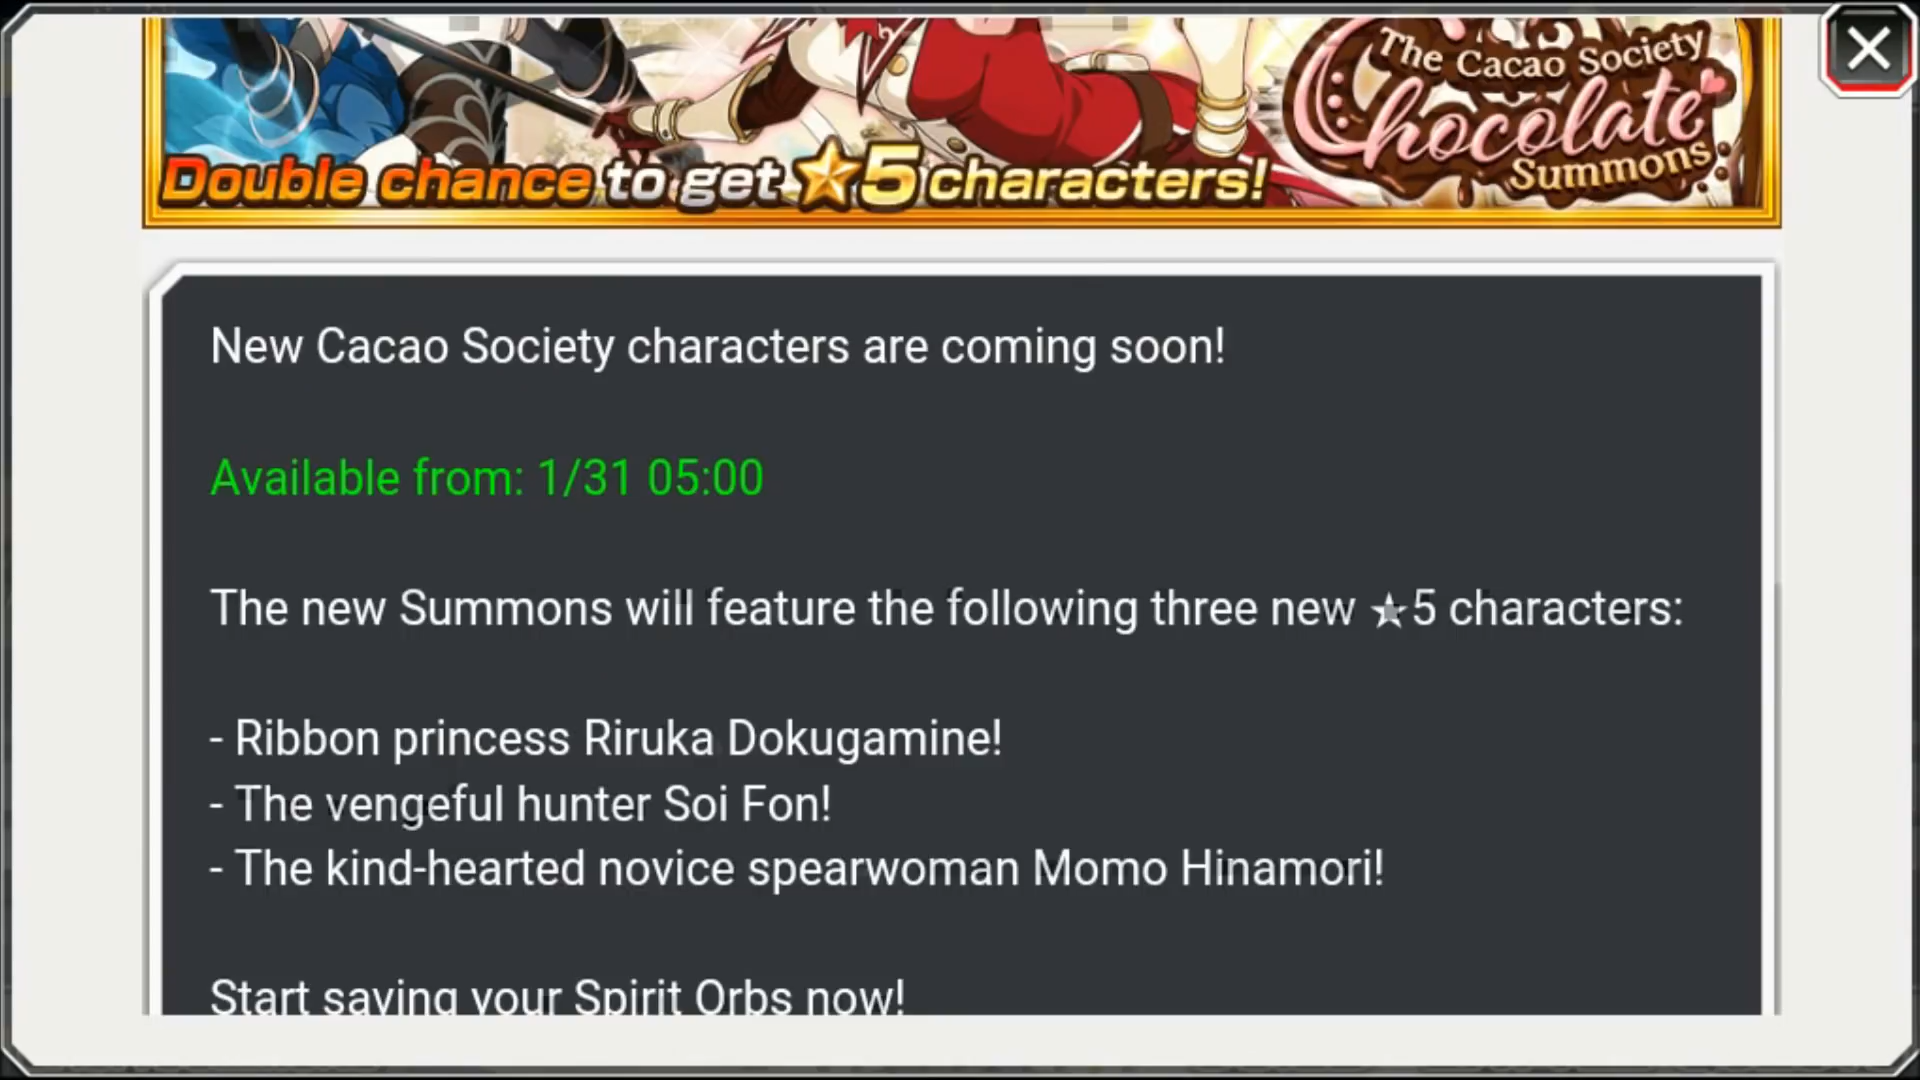 The Cacao Society
Chocolate
Summons
Double chance to get ★5 characters!
New Cacao Society characters are coming soon!
Available from: 1/31 05:00
The new Summons will feature the following three new ★5 characters:
- Ribbon princess Riruka Dokugamine!
- The vengeful hunter Soi Fon!
- The kind-hearted novice spearwoman Momo Hinamori!
Start saving your Spirit Orbs now!